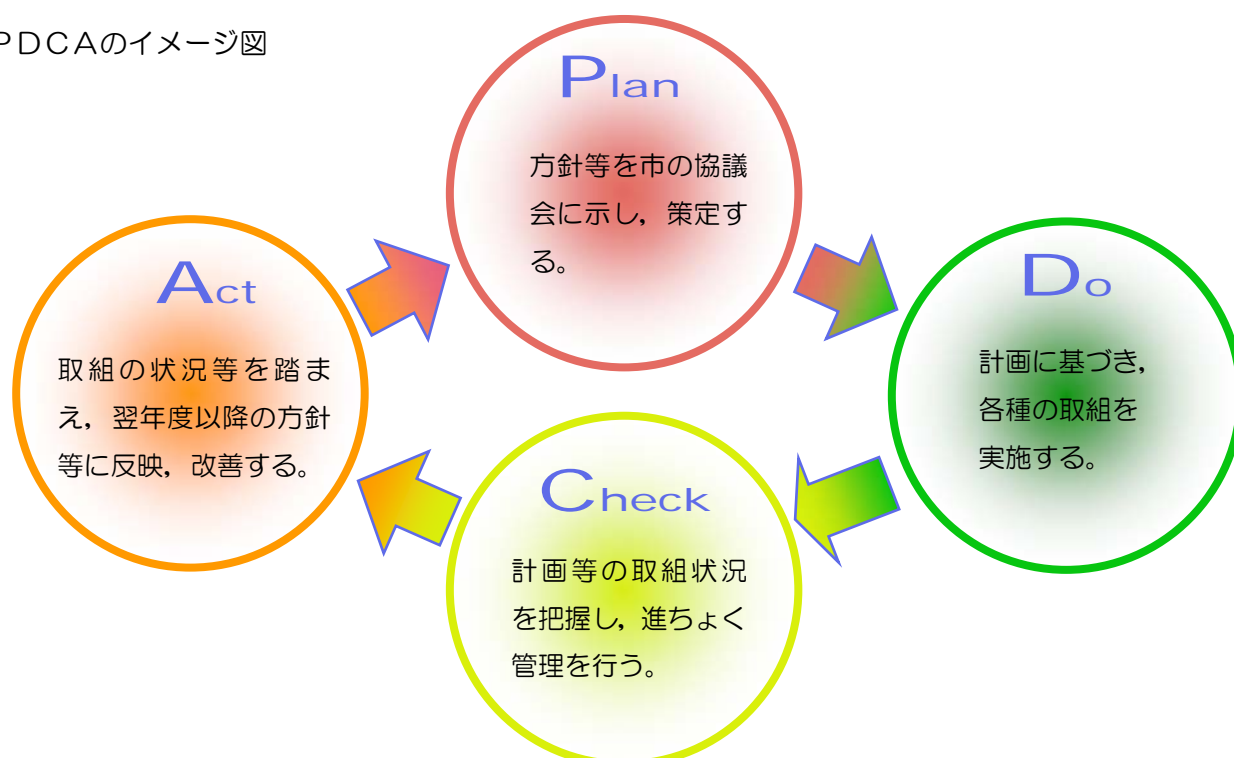 PDCAのイメージ図
Plan
方針等を市の協議
会に示し，策定す
る。
Do
計画に基づき，
各種の取組を
実施する。
Check
計画等の取組状況
を把握し，進ちょく
管理を行う。
Act
取組の状況等を踏ま
え，翌年度以降の方針
等に反映，改善する。